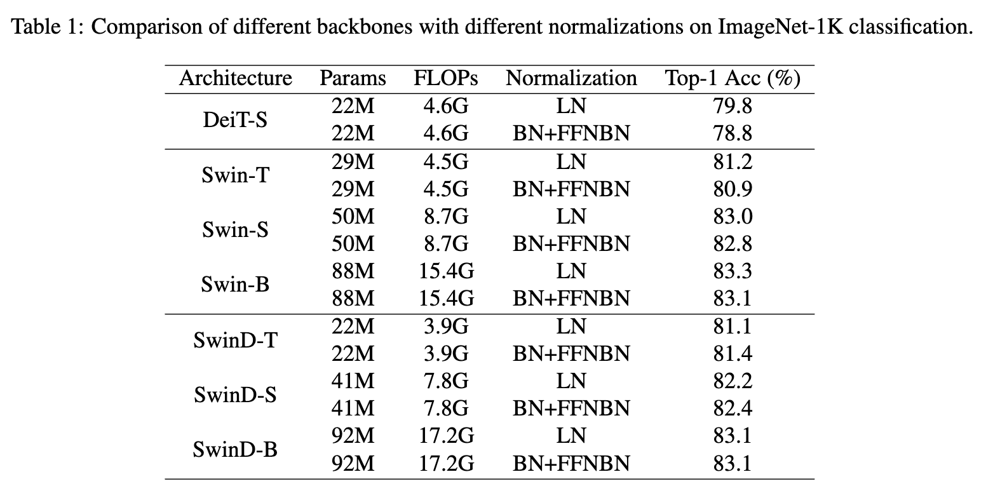 Table 1: Comparison of different backbones with different normalizations on ImageNet-1K classification.
Architecture Params FLOPs Normalization Top-1 Acc (%)
DeiT-S 22M 4.6G LN 79.8
22M 4.6G BN+FFNBN 78.8
Swin-T 29M 4.5G LN 81.2
29M 4.5G BN+FFNBN 80.9
Swin-S 50M 8.7G LN 83.0
50M 8.7G BN+FFNBN 82.8
Swin-B 88M 15.4G LN 83.3
88M 15.4G BN+FFNBN 83.1
SwinD-T 22M 3.9G LN 81.1
22M 3.9G BN+FFNBN 81.4
SwinD-S 41M 7.8G LN 82.2
41M 7.8G BN+FFNBN 82.4
SwinD-B 92M 17.2G LN 83.1
92M 17.2G BN+FFNBN 83.1